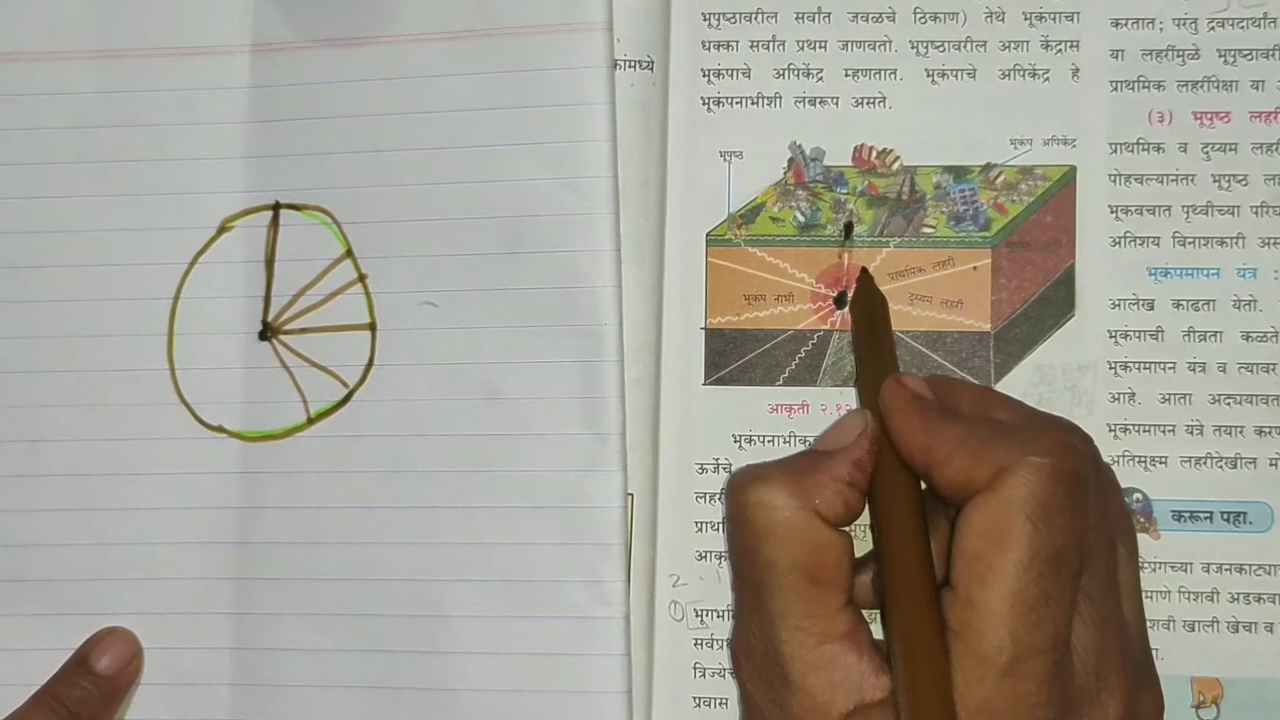 कांमध्ये
भूपृष्ठावरील सर्वांत जवळचे ठिकाण) तेथे भूकंपाचा
धक्का सर्वांत प्रथम जाणवतो. भूपृष्ठावरील अशा केंद्रास
भूकंपाचे अपिकेंद्र म्हणतात. भूकंपाचे अपिकेंद्र हे
भूकंपनाभीशी लंबरूप असते.
भूपृष्ठ
भूकंप अपिकेंद्र
प्राथमिक लहरी
भूकंप नाभी
दुय्यम लहरी
आकृती २.१२
भूकंपनाभीक
ऊर्जेचे
लहरी
प्राथ
आकृ
2.
① भूगर्भ
सर्वप्र
त्रिज्येच
प्रवास
करतात; परंतु द्रवपदार्थांत
या लहरींमुळे भूपृष्ठावरी
प्राथमिक लहरींपेक्षा या
(३) भूपृष्ठ लहरी
प्राथमिक व दुय्यम लहरी
पोहचल्यानंतर भूपृष्ठ लह
भूकवचात पृथ्वीच्या परिघ
अतिशय विनाशकारी अस
भूकंपमापन यंत्र :
आलेख काढता येतो.
भूकंपाची तीव्रता कळते
भूकंपमापन यंत्र व त्यावर
आहे. आता अद्ययावत
भूकंपमापन यंत्रे तयार कर
अतिसूक्ष्म लहरीदेखील मो
करून पहा.
स्प्रिंगच्या वजनकाट्या
माणे पिशवी अडकवा
शवी खाली खेचा व